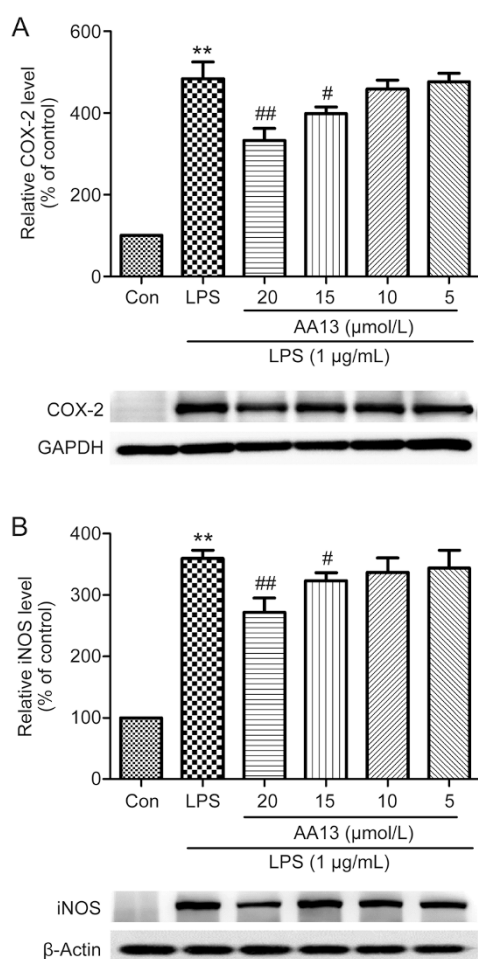 A
Relative COX-2 level
(% of control)
600
400
200
0
**
##
#
Con LPS 20 15 10 5
AA13 (μmol/L)
LPS (1 μg/mL)
COX-2
GAPDH
B
Relative iNOS level
(% of control)
400
300
200
100
0
**
##
#
Con LPS 20 15 10 5
AA13 (μmol/L)
LPS (1 μg/mL)
iNOS
β-Actin